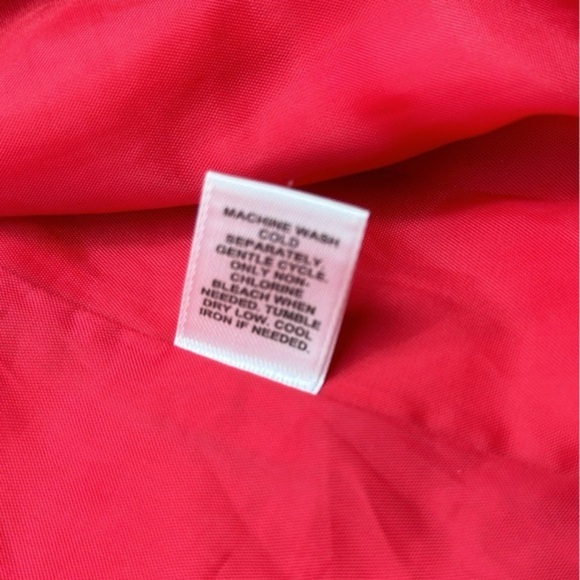 MACHINE WASH
COLD
SEPARATELY.
GENTLE CYCLE.
ONLY NON-
CHLORINE
BLEACH WHEN
NEEDED. TUMBLE
DRY LOW. COOL
IRON IF NEEDED.